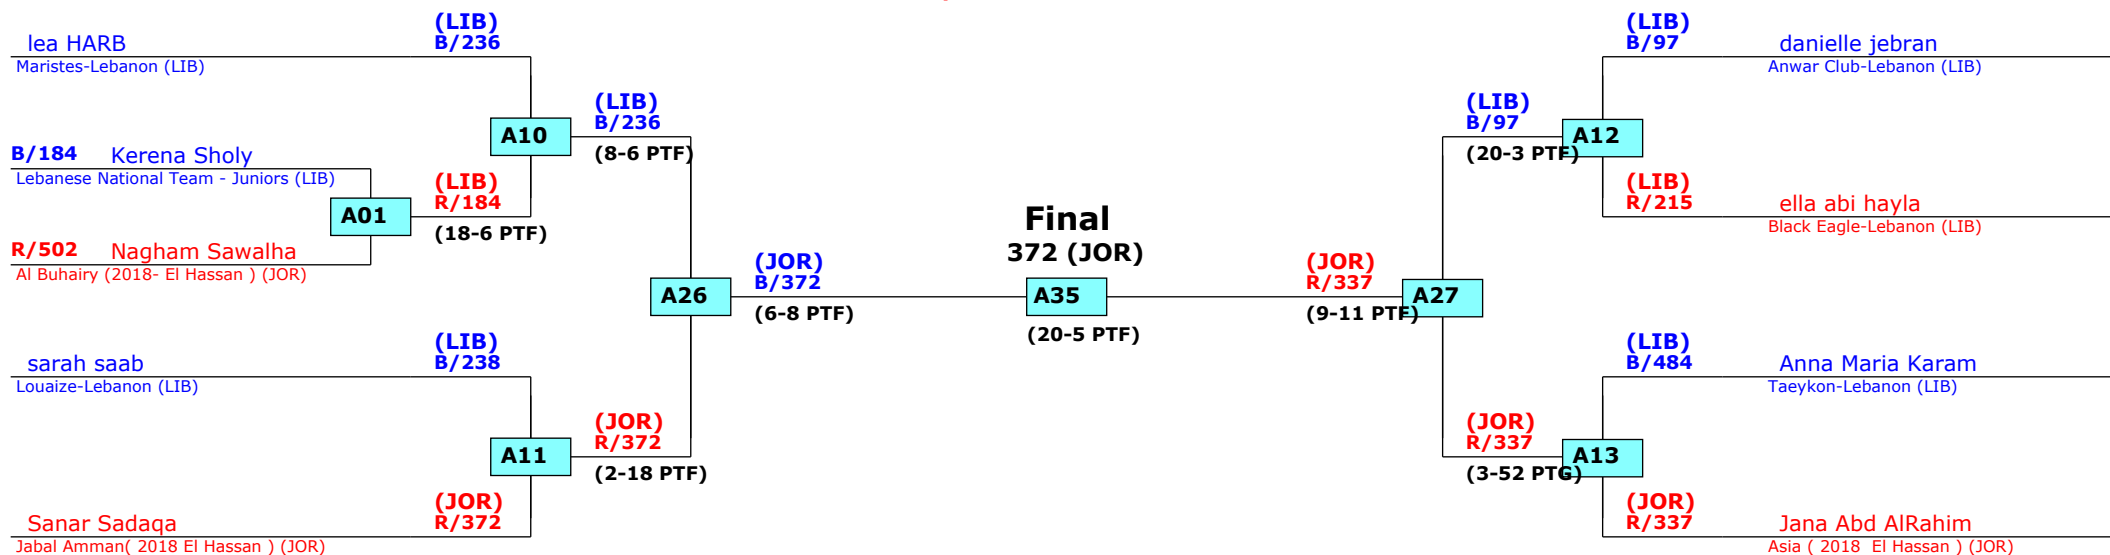 (LIB)
B/236
lea HARB
Maristes-Lebanon (LIB)
B/184 Kerena Sholy
Lebanese National Team - Juniors (LIB)
A01
R/502 Nagham Sawalha
Al Buhairy (2018- El Hassan ) (JOR)
(LIB)
R/184
(18-6 PTF)
A10
(LIB)
B/236
(8-6 PTF)
(LIB)
B/238
sarah saab
Louaize-Lebanon (LIB)
A11
(JOR)
R/372
Sanar Sadaqa
Jabal Amman( 2018 El Hassan ) (JOR)
(JOR)
R/372
(2-18 PTF)
A26
(JOR)
B/372
(6-8 PTF)
Final
372 (JOR)
A35
(20-5 PTF)
(JOR)
R/337
(9-11 PTF)
A27
(LIB)
B/97
(20-3 PTF)
A12
(LIB)
B/97
danielle jebran
Anwar Club-Lebanon (LIB)
(LIB)
R/215
ella abi hayla
Black Eagle-Lebanon (LIB)
(JOR)
R/337
(3-52 PTG)
A13
(LIB)
B/484
Anna Maria Karam
Taeykon-Lebanon (LIB)
(JOR)
R/337
Jana Abd AlRahim
Asia ( 2018 El Hassan ) (JOR)